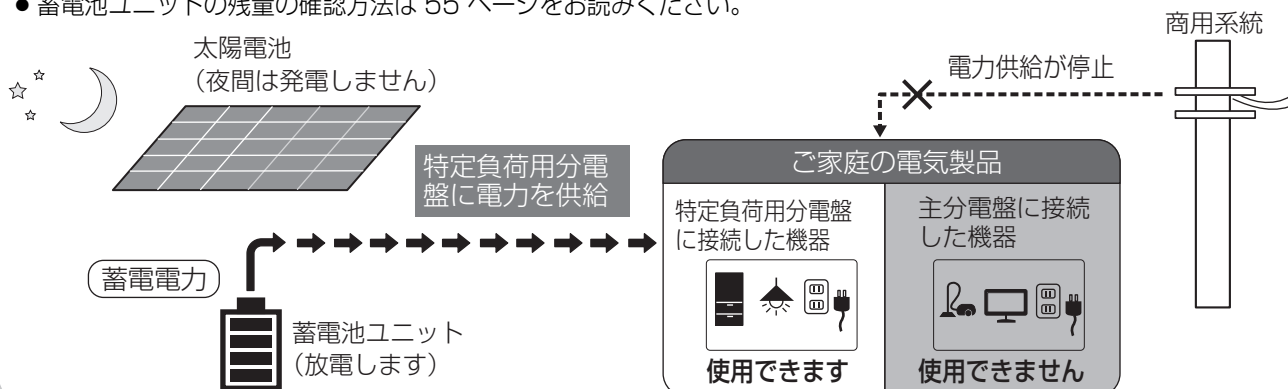 ● 蓄電池ユニットの残量の確認方法は 55 ページをお読みください。
商用系統
太陽電池
(夜間は発電しません)
電力供給が停止
特定負荷用分電
盤に電力を供給
ご家庭の電気製品
特定負荷用分電盤
に接続した機器
主分電盤に接続
した機器
蓄電電力
蓄電池ユニット
(放電します)
使用できます
使用できません